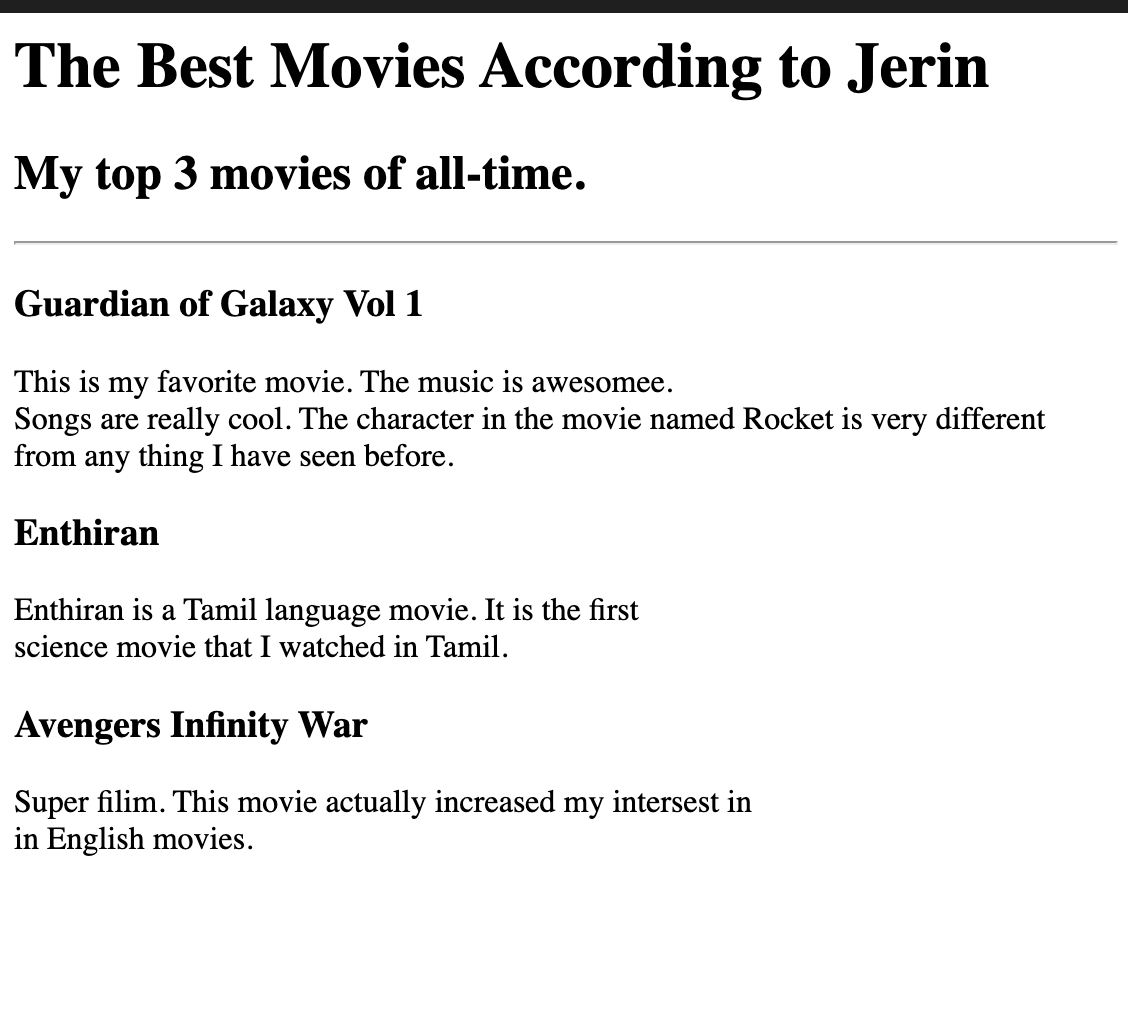 The Best Movies According to Jerin
My top 3 movies of all-time.
Guardian of Galaxy Vol 1
This is my favorite movie. The music is awesomee.
Songs are really cool. The character in the movie named Rocket is very different
from any thing I have seen before.
Enthiran
Enthiran is a Tamil language movie. It is the first
science movie that I watched in Tamil.
Avengers Infinity War
Super filim. This movie actually increased my intersest in
in English movies.